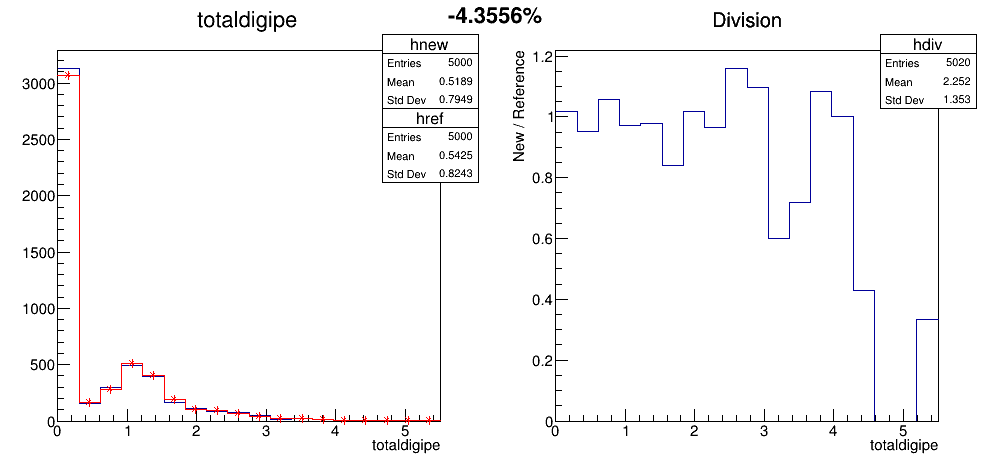 -4.3556%
totaldigipe
hnew
Entries 5000
Mean 0.5189
Std Dev 0.7949
href
Entries 5000
Mean 0.5425
Std Dev 0.8243
3000
2500
2000
1500
1000
500
0
0 1 2 3 4 5
totaldigipe
Division
hdiv
Entries 5020
Mean 2.252
Std Dev 1.353
New / Reference
1.2
1
0.8
0.6
0.4
0.2
0
0 1 2 3 4 5
totaldigipe